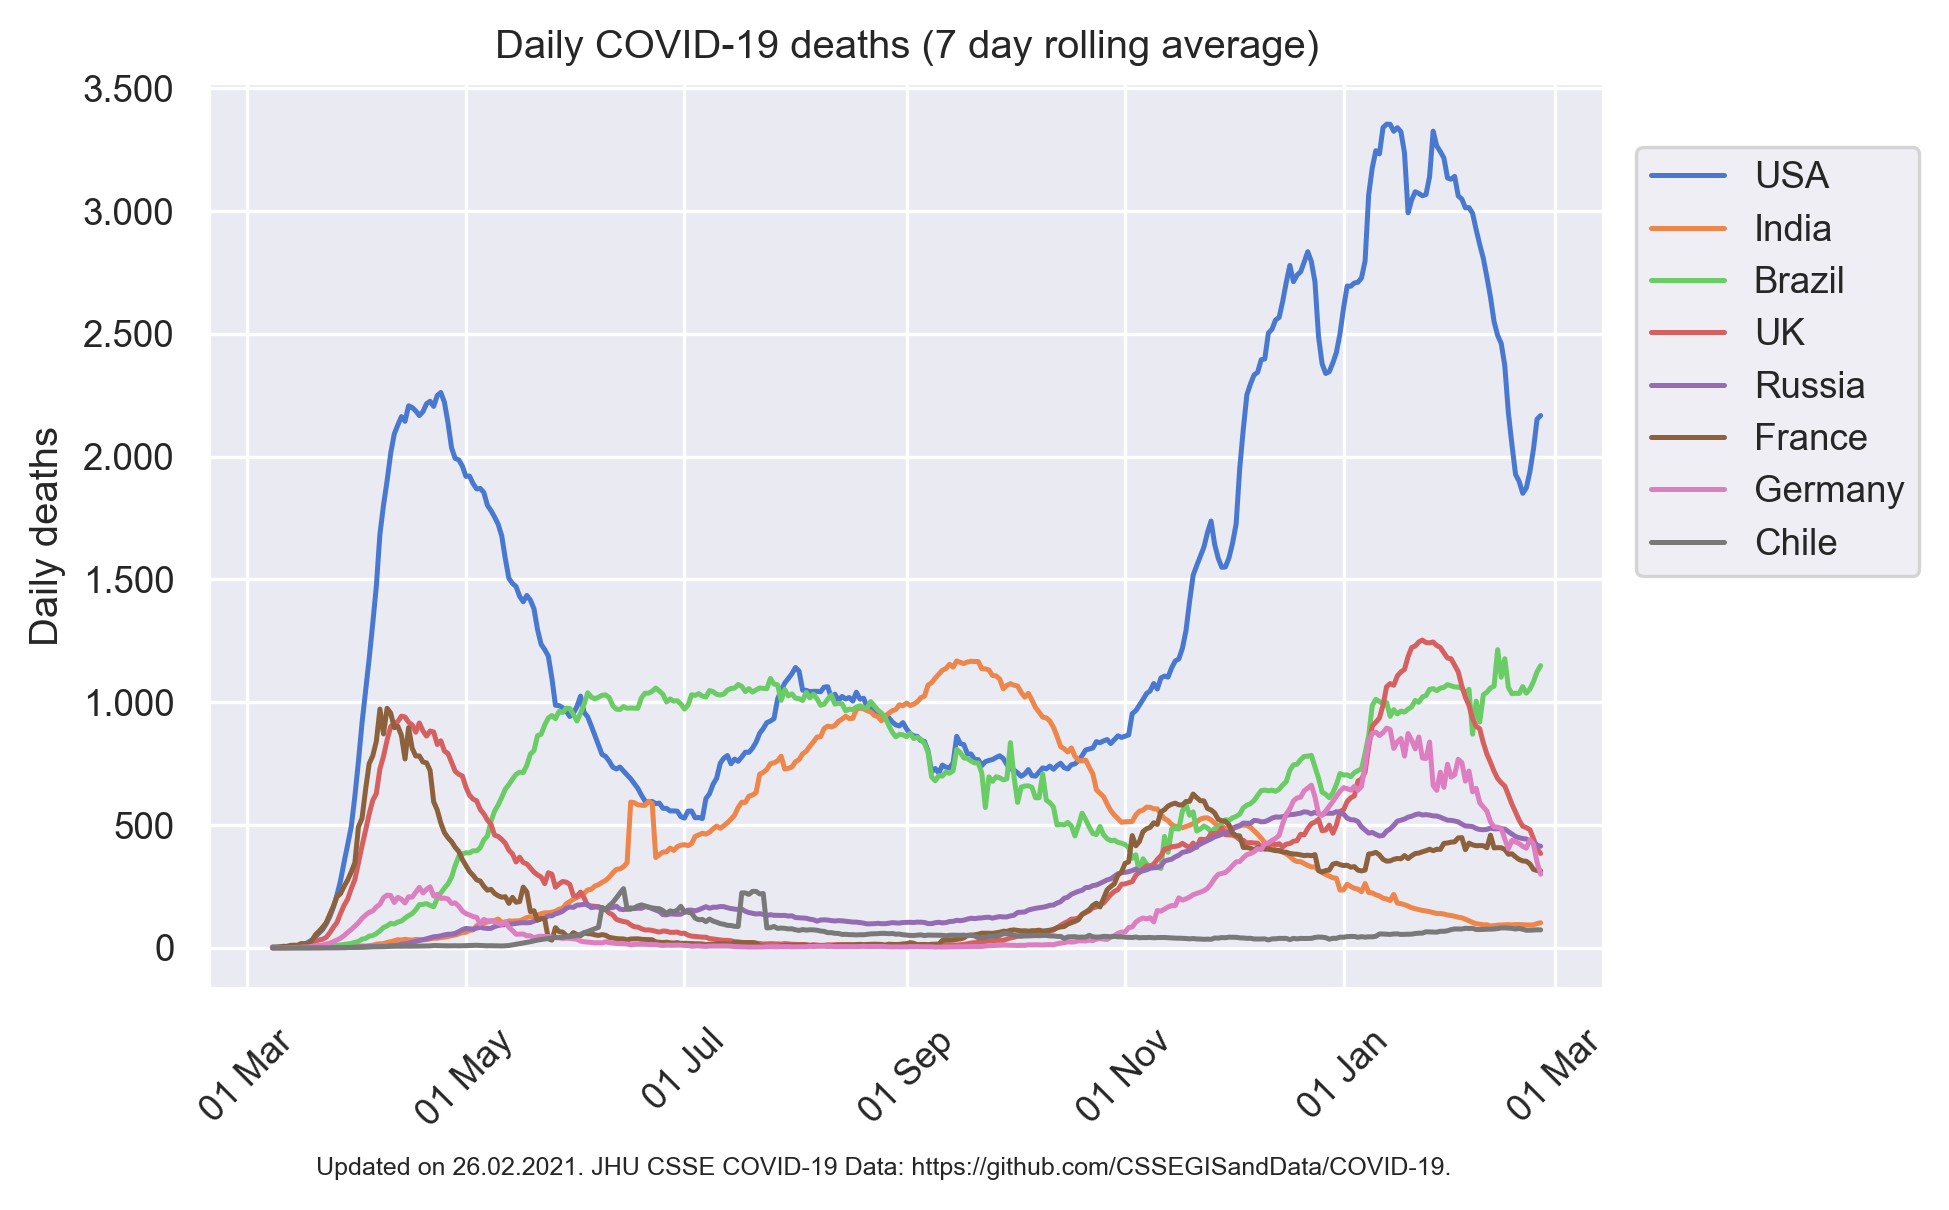 Daily COVID-19 deaths (7 day rolling average)
3.500
3.000
2.500
2.000
1.500
1.000
500
0
Daily deaths
01 Mar
01 May
01 Jul
01 Sep
01 Nov
01 Jan
01 Mar
USA
India
Brazil
UK
Russia
France
Germany
Chile
Updated on 26.02.2021. JHU CSSE COVID-19 Data: https://github.com/CSSEGISandData/COVID-19.